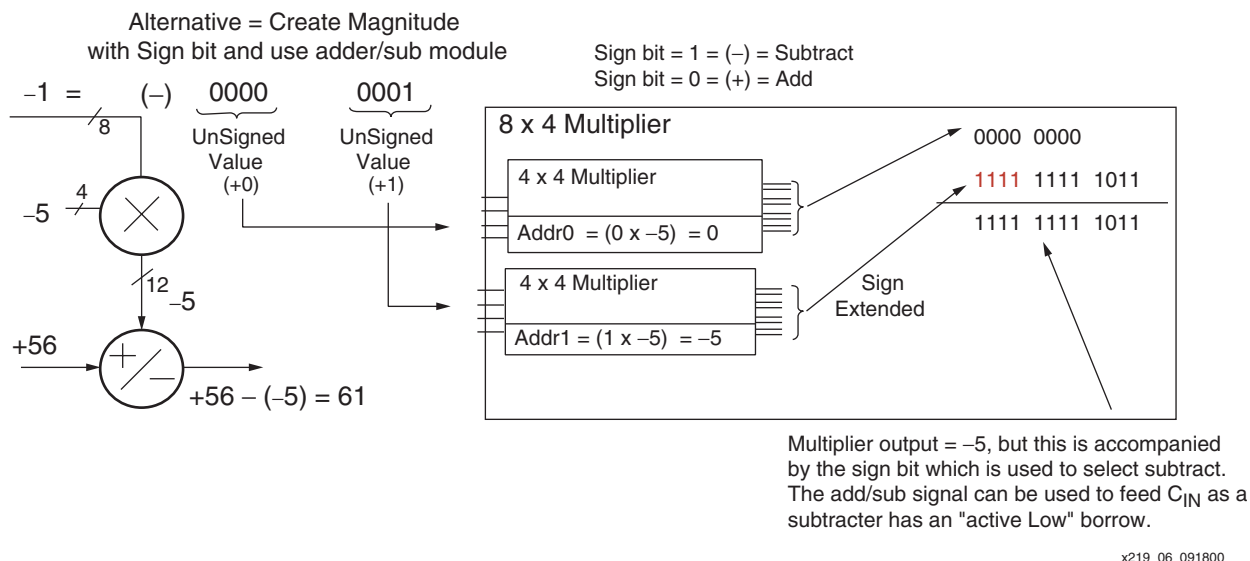 Alternative = Create Magnitude
with Sign bit and use adder/sub module
Sign bit = 1 = (–) = Subtract
Sign bit = 0 = (+) = Add
–1 = (–) 0000 0001
8
UnSigned
Value
(+0)
UnSigned
Value
(+1)
4
–5
12
–5
+56
+
–
+56 – (–5) = 61
8 x 4 Multiplier
4 x 4 Multiplier
Addr0 = (0 x –5) = 0
4 x 4 Multiplier
Addr1 = (1 x –5) = –5
Sign
Extended
0000 0000
1111 1111 1011
1111 1111 1011
Multiplier output = –5, but this is accompanied
by the sign bit which is used to select subtract.
The add/sub signal can be used to feed CIN as a
subtracter has an "active Low" borrow.
x219_06_091800